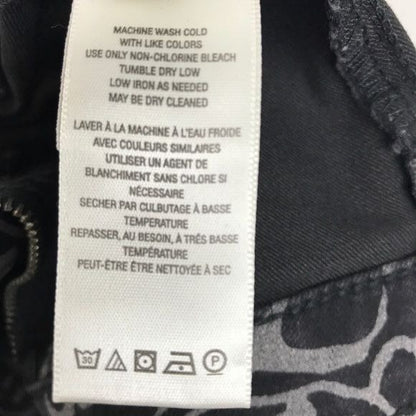 MACHINE WASH COLD
WITH LIKE COLORS
USE ONLY NON-CHLORINE BLEACH
TUMBLE DRY LOW
LOW IRON AS NEEDED
MAY BE DRY CLEANED
LAVER À LA MACHINE À L'EAU FROIDE
AVEC COULEURS SIMILAIRES
UTILISER UN AGENT DE
BLANCHIMENT SANS CHLORE SI
NÉCESSAIRE
SECHER PAR CULBUTAGE À BASSE
TEMPERATURE
REPASSER, AU BESOIN, À TRÈS BASSE
TEMPÉRATURE
PEUT-ÊTRE ÊTRE NETTOYÉE À SEC
30 P